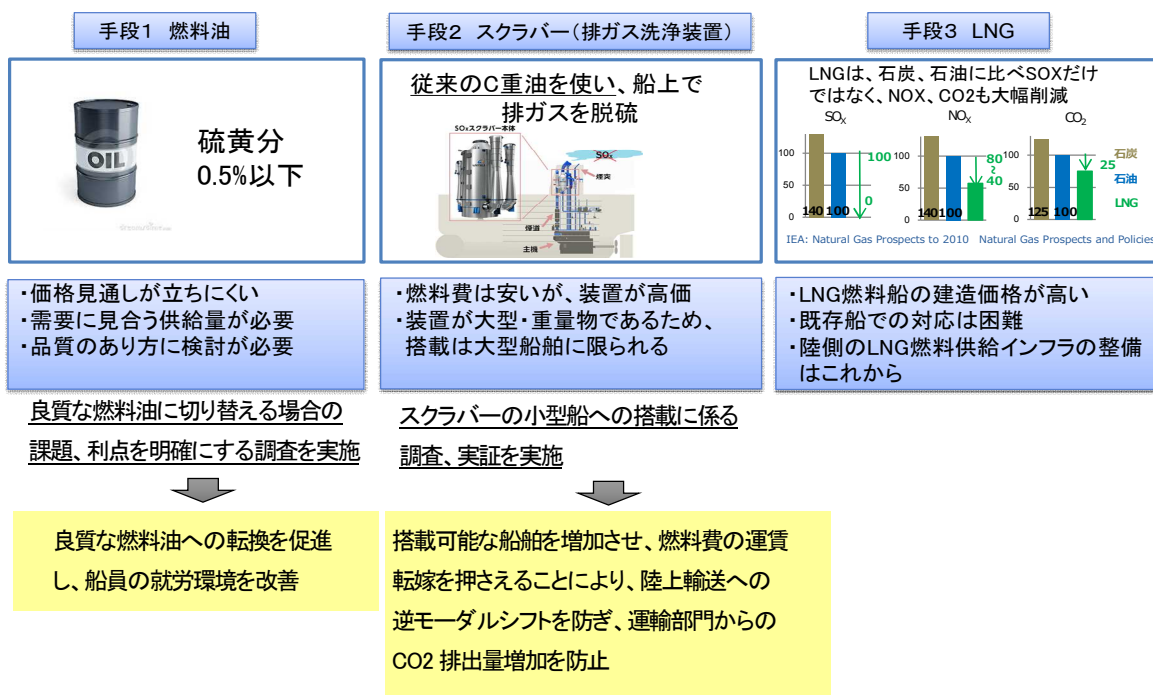 手段1 燃料油
OIL
硫黄分
0.5%以下
・価格見通しが立ちにくい
・需要に見合う供給量が必要
・品質のあり方に検討が必要
良質な燃料油に切り替える場合の
課題、利点を明確にする調査を実施
良質な燃料油への転換を促進
し、船員の就労環境を改善
手段2 スクラバー(排ガス洗浄装置)
従来のC重油を使い、船上で
排ガスを脱硫
SOxスクラバー本体
SOx
煙突
煙道
主機
・燃料費は安いが、装置が高価
・装置が大型・重量物であるため、
搭載は大型船舶に限られる
スクラバーの小型船への搭載に係る
調査、実証を実施
搭載可能な船舶を増加させ、燃料費の運賃
転嫁を押さえることにより、陸上輸送への
逆モーダルシフトを防ぎ、運輸部門からの
CO2 排出量増加を防止
手段3 LNG
LNGは、石炭、石油に比べSOXだけ
ではなく、NOX、CO2も大幅削減
SOX
100
50
0
140 100
100
0
NOX
100
50
0
140 100
80
~
40
CO2
100
50
0
125 100
25
石炭
石油
LNG
IEA: Natural Gas Prospects to 2010 Natural Gas Prospects and Policies
・LNG燃料船の建造価格が高い
・既存船での対応は困難
・陸側のLNG燃料供給インフラの整備
はこれから